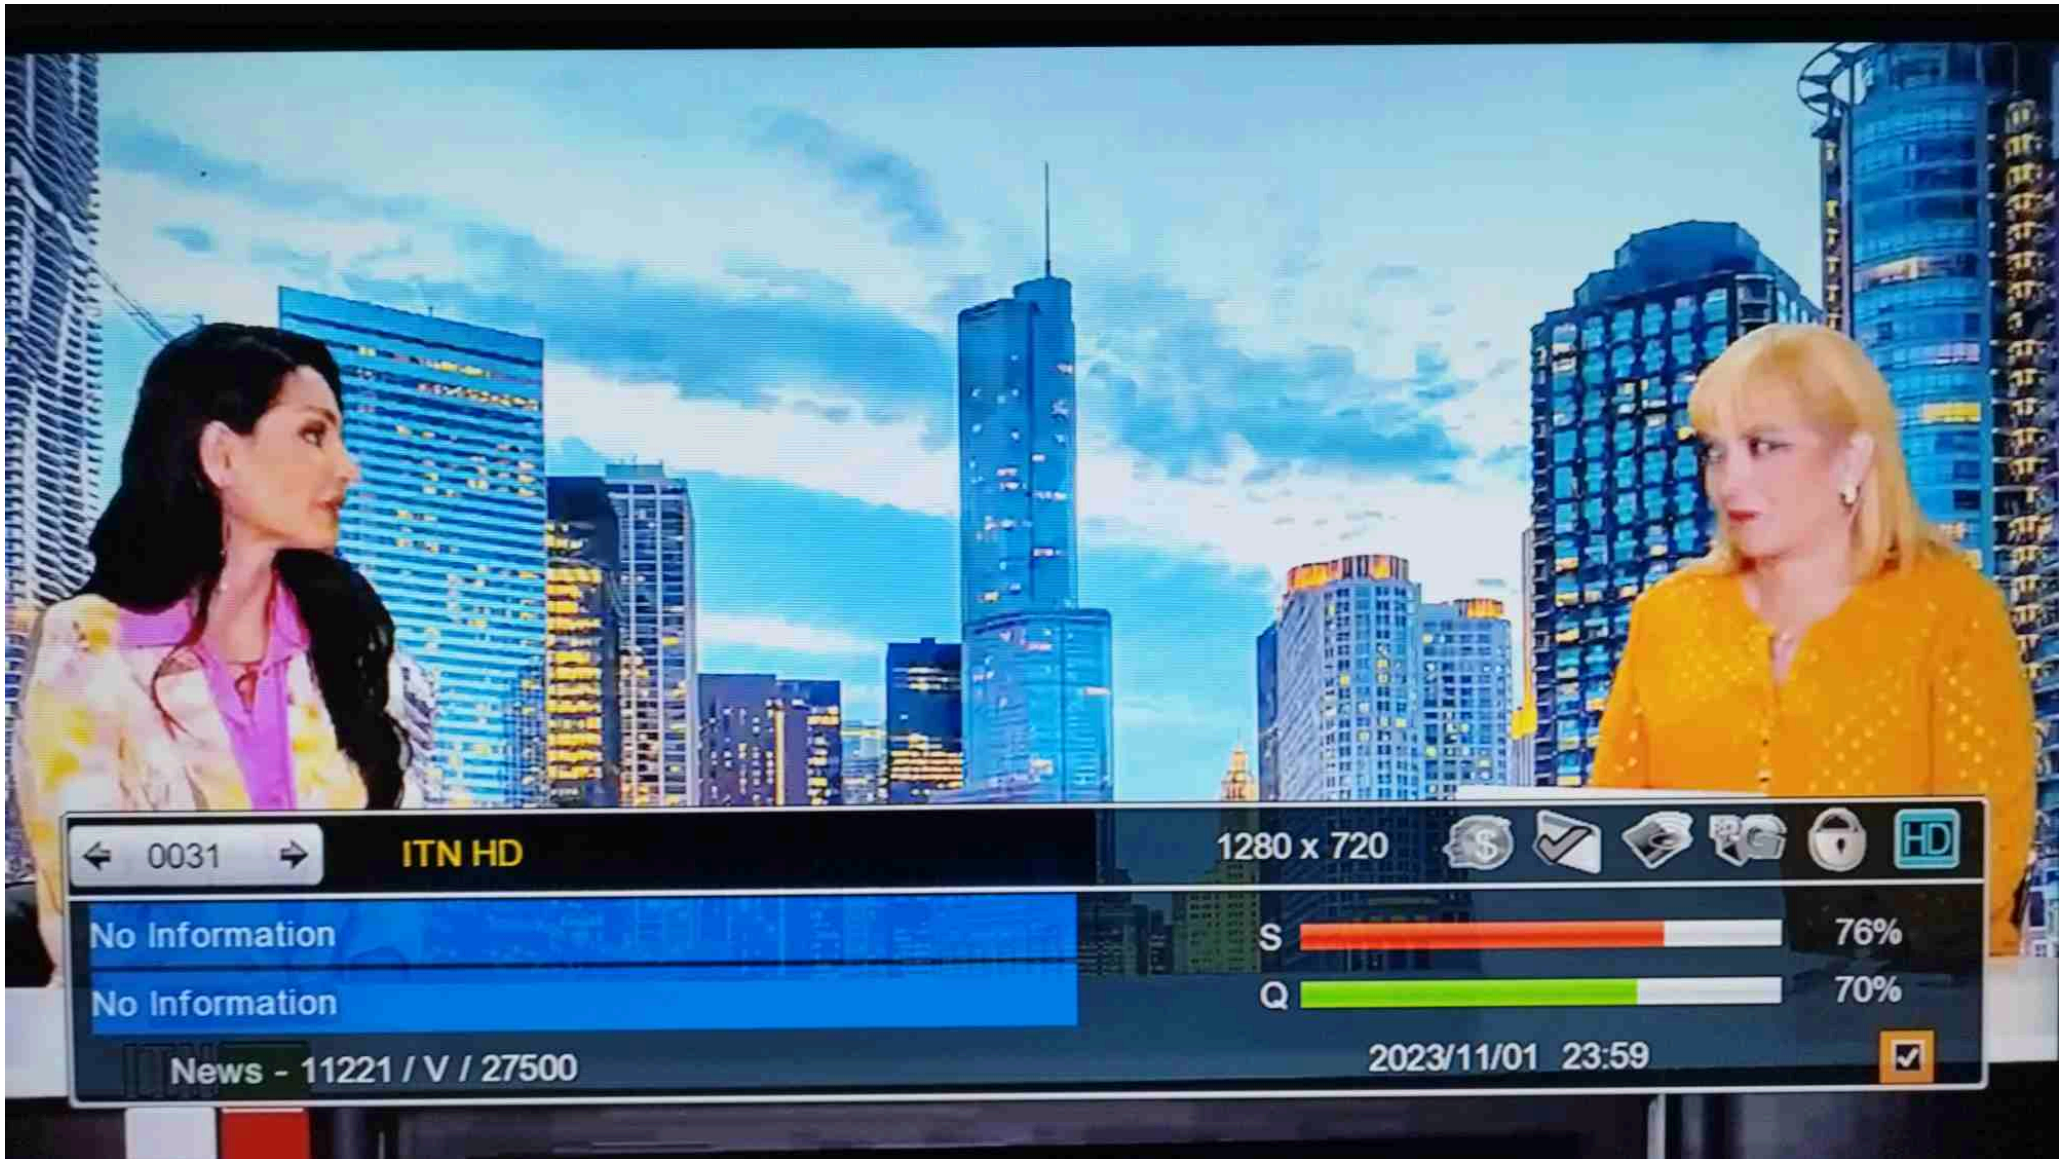 0031 ITN HD 1280 x 720 $ G HD
No Information S 76%
No Information Q 70%
News - 11221 / V / 27500 2023/11/01 23:59